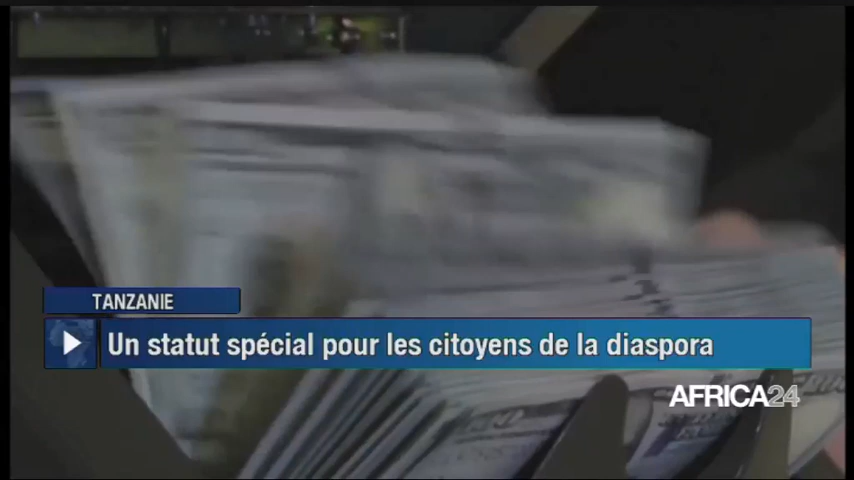 TANZANIE
Un statut spécial pour les citoyens de la diaspora
AFRICA24